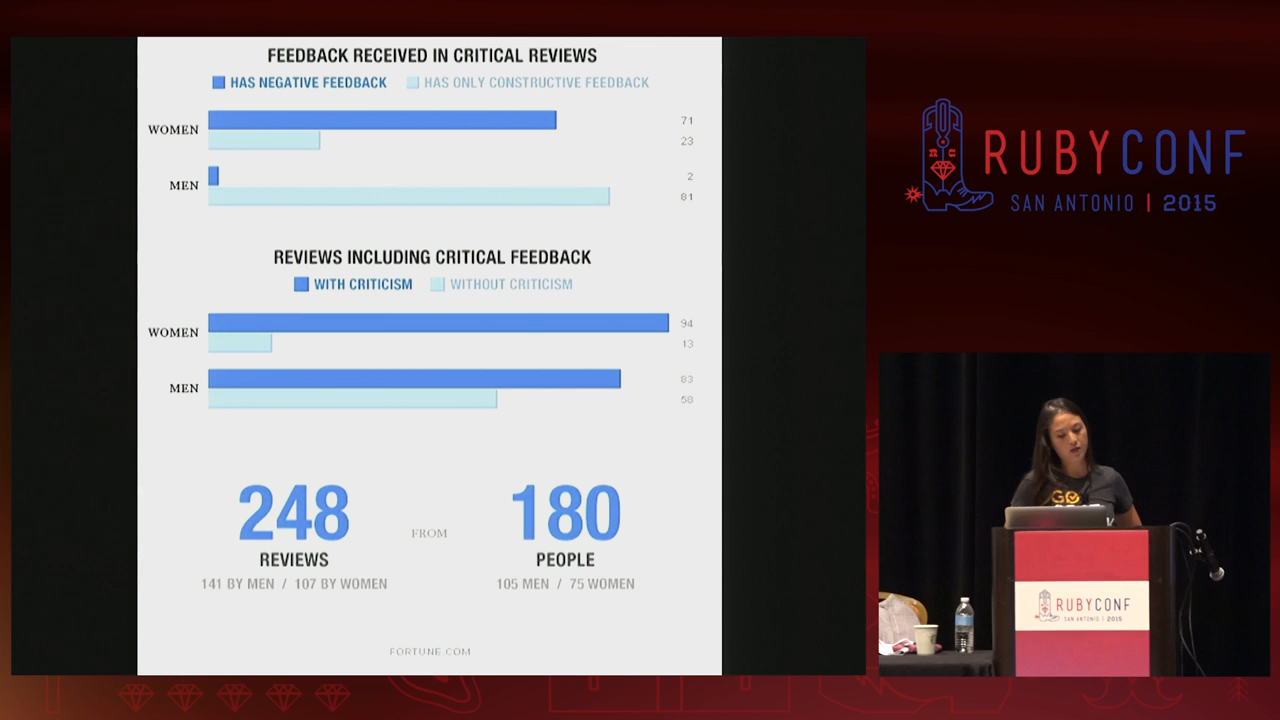 FEEDBACK RECEIVED IN CRITICAL REVIEWS
HAS NEGATIVE FEEDBACK HAS ONLY CONSTRUCTIVE FEEDBACK
WOMEN 71
23
MEN 2
81
REVIEWS INCLUDING CRITICAL FEEDBACK
WITH CRITICISM WITHOUT CRITICISM
WOMEN 94
13
MEN 83
58
248 FROM 180
REVIEWS PEOPLE
141 BY MEN / 107 BY WOMEN 105 MEN / 75 WOMEN
FORTUNE.COM
RUBYCONF
SAN ANTONIO | 2015
GO
RUBYCONF
SAN ANTONIO | 2015